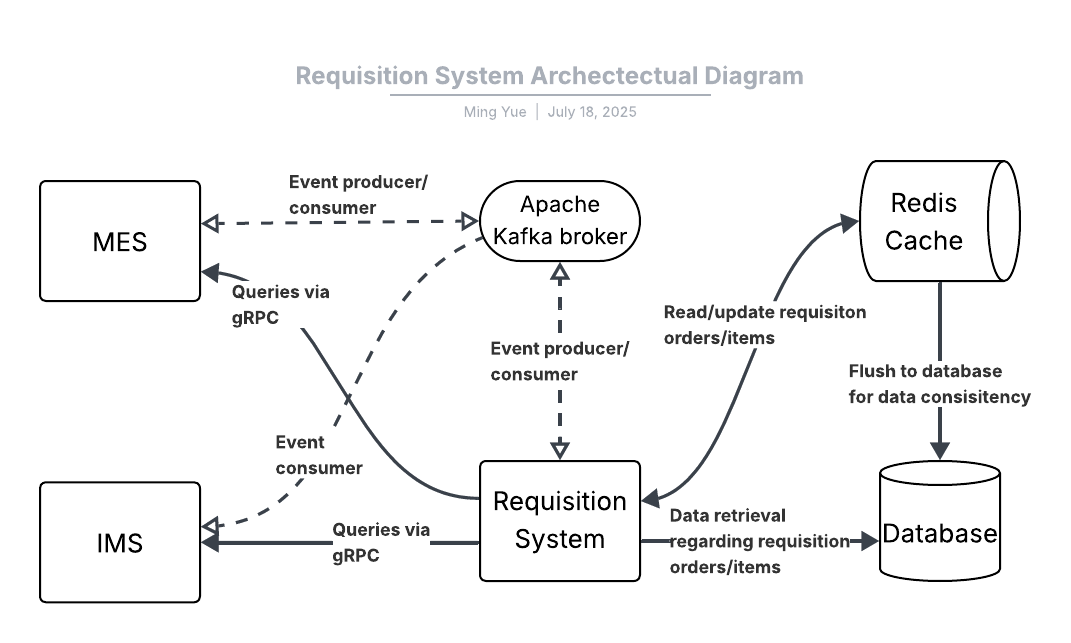 Requisition System Archectectual Diagram
Ming Yue | July 18, 2025
MES
Event producer/
consumer
Apache
Kafka broker
Redis
Cache
Queries via
gRPC
Read/update requisiton
orders/items
Event producer/
consumer
Flush to database
for data consisitency
Event
consumer
IMS
Queries via
gRPC
Requisition
System
Data retrieval
regarding requisition
orders/items
Database